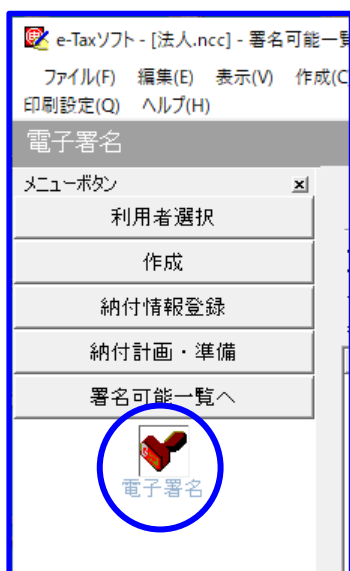 e-Taxソフト - [法人.ncc] - 署名可能一覧
ファイル(F) 編集(E) 表示(V) 作成(C
印刷設定(Q) ヘルプ(H)
電子署名
メニューボタン x
利用者選択
作成
納付情報登録
納付計画・準備
署名可能一覧へ
電子署名